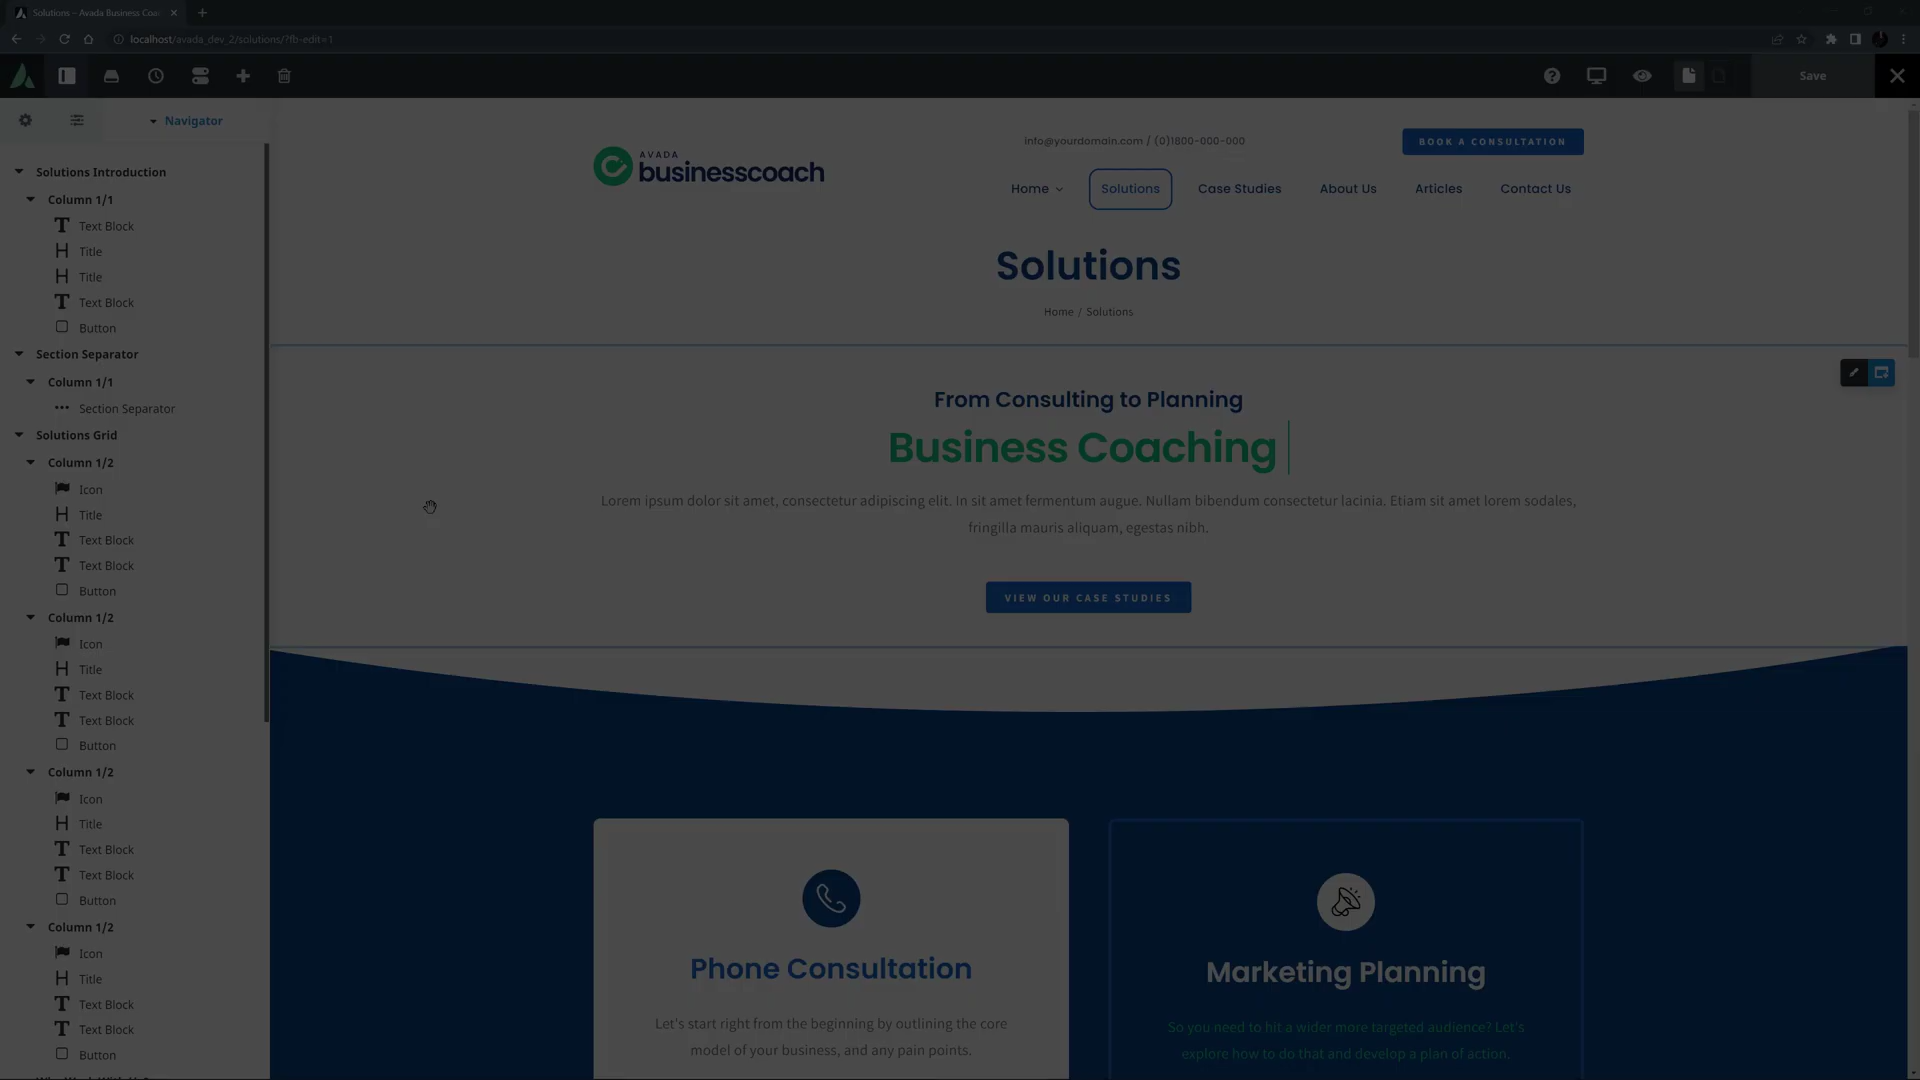 Solutions – Avada Business Coa
localhost/avada_dev_2/solutions/?fb-edit=1
Save
Navigator
Solutions Introduction
Column 1/1
Text Block
Title
Title
Text Block
Button
Section Separator
Column 1/1
Section Separator
Solutions Grid
Column 1/2
Icon
Title
Text Block
Text Block
Button
Column 1/2
Icon
Title
Text Block
Text Block
Button
Column 1/2
Icon
Title
Text Block
Text Block
Button
Column 1/2
Icon
Title
Text Block
Text Block
Button
AVADA
businesscoach
info@yourdomain.com / (0)1800-000-000
BOOK A CONSULTATION
Home Solutions Case Studies About Us Articles Contact Us
Solutions
Home / Solutions
From Consulting to Planning
Business Coaching
Lorem ipsum dolor sit amet, consectetur adipiscing elit. In sit amet fermentum augue. Nullam bibendum consectetur lacinia. Etiam sit amet lorem sodales,
fringilla mauris aliquam, egestas nibh.
VIEW OUR CASE STUDIES
Phone Consultation
Let's start right from the beginning by outlining the core
model of your business, and any pain points.
Marketing Planning
So you need to hit a wider more targeted audience? Let's
explore how to do that and develop a plan of action.